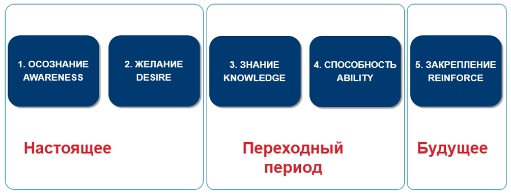 1. ОСОЗНАНИЕ
AWARENESS
2. ЖЕЛАНИЕ
DESIRE
3. ЗНАНИЕ
KNOWLEDGE
4. СПОСОБНОСТЬ
ABILITY
5. ЗАКРЕПЛЕНИЕ
REINFORCE
Настоящее
Переходный
период
Будущее